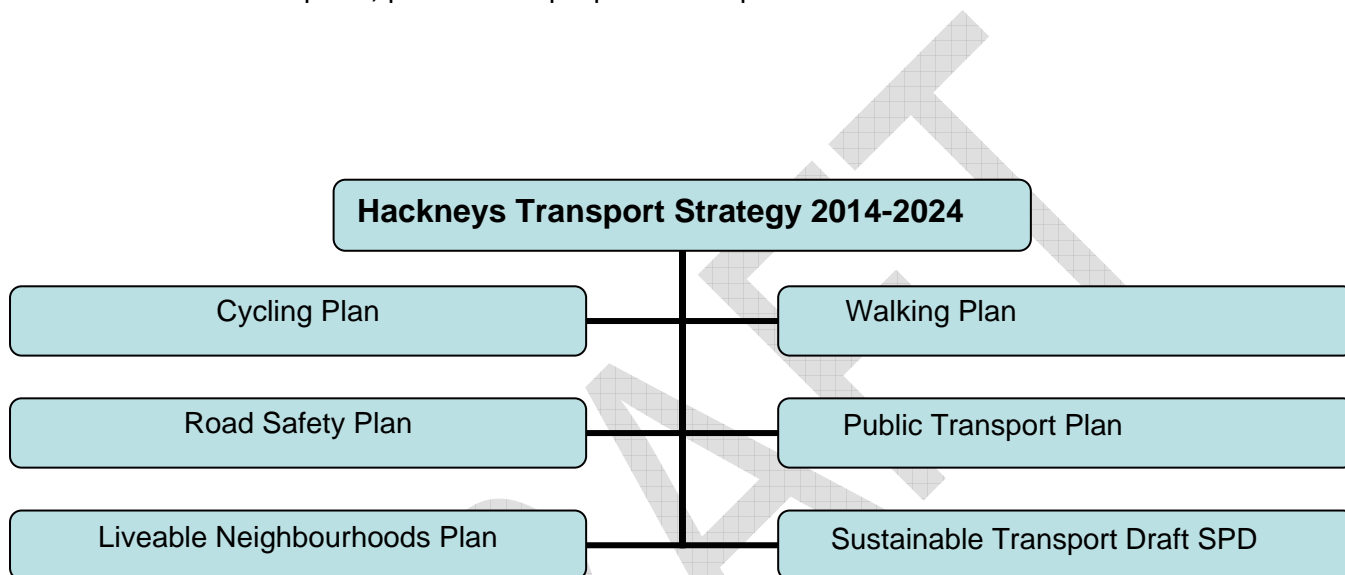 Hackneys Transport Strategy 2014-2024
Cycling Plan
Walking Plan
Road Safety Plan
Public Transport Plan
Liveable Neighbourhoods Plan
Sustainable Transport Draft SPD
DRAFT